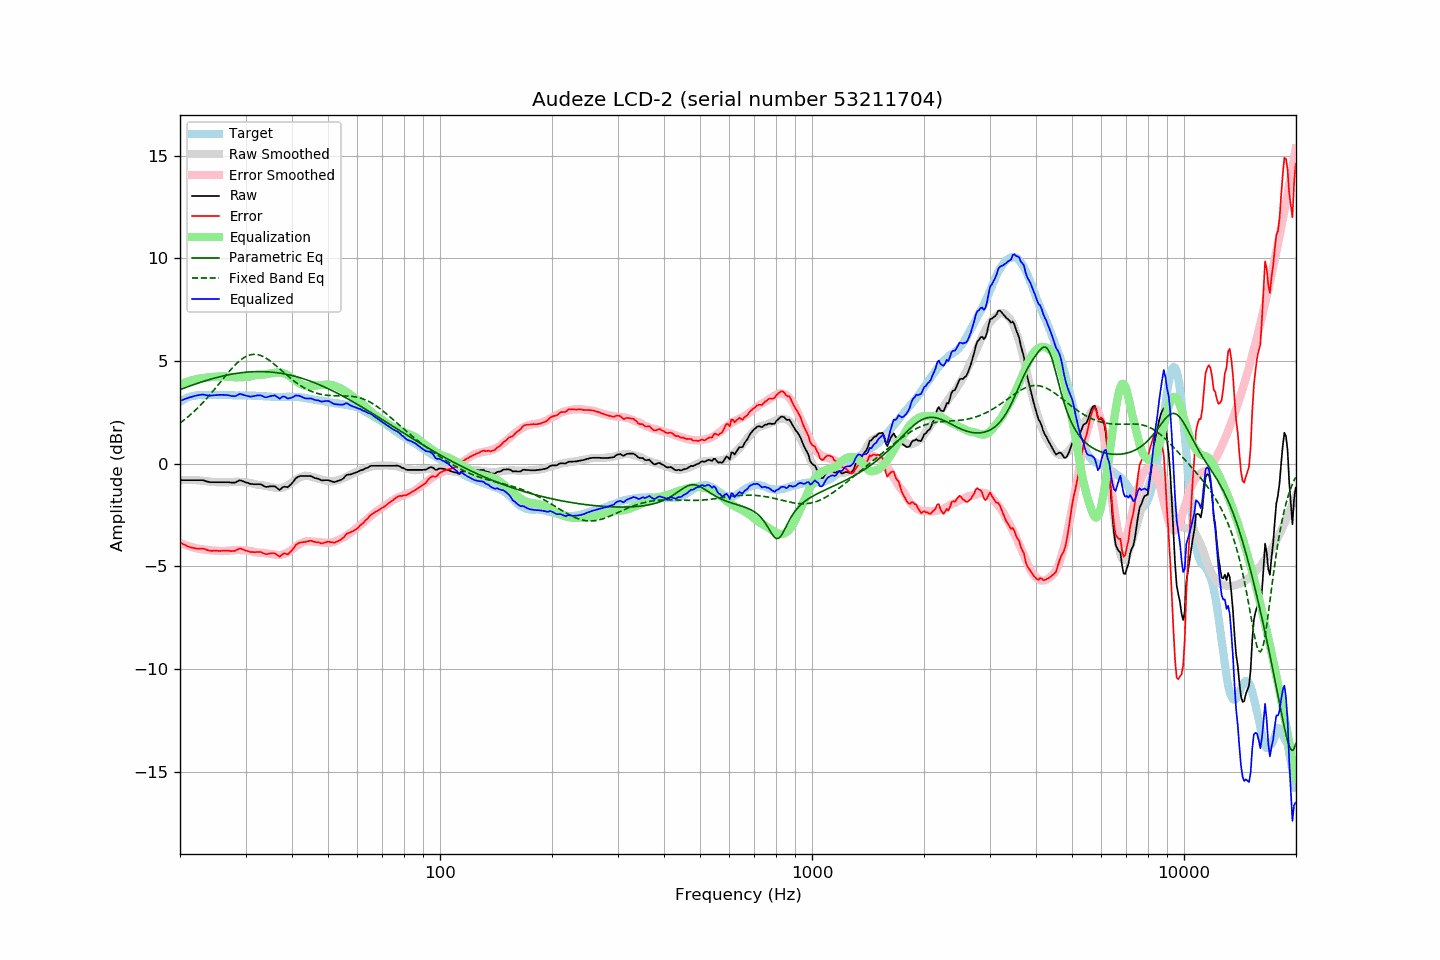 Audeze LCD-2 (serial number 53211704)
Target
Raw Smoothed
Error Smoothed
Raw
Error
Equalization
Parametric Eq
Fixed Band Eq
Equalized
15
10
5
0
−5
−10
−15
Amplitude (dBr)
100
1000
10000
Frequency (Hz)